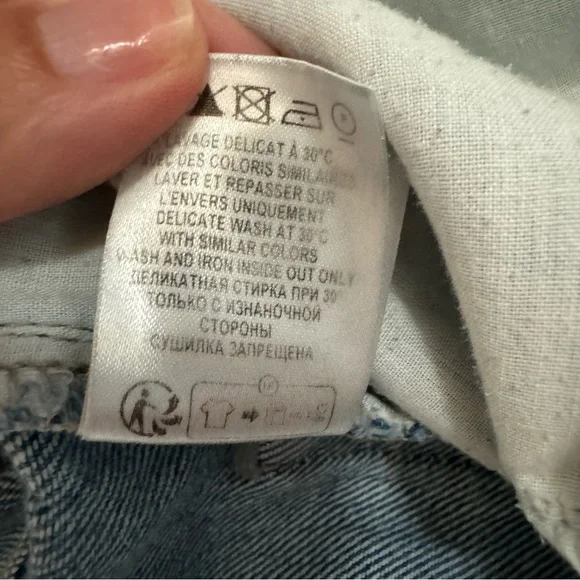 LAVAGE DELICAT À 30°C
AVEC DES COLORIS SIMILAIRES
LAVER ET REPASSER SUR
L'ENVERS UNIQUEMENT
DELICATE WASH AT 30°C
WITH SIMILAR COLORS
WASH AND IRON INSIDE OUT ONLY
ДЕЛИКАТНАЯ СТИРКА ПРИ 30°
ТОЛЬКО С ИЗНАНОЧНОЙ
СТОРОНЫ
СУШИЛКА ЗАПРЕЩЕНА
FR